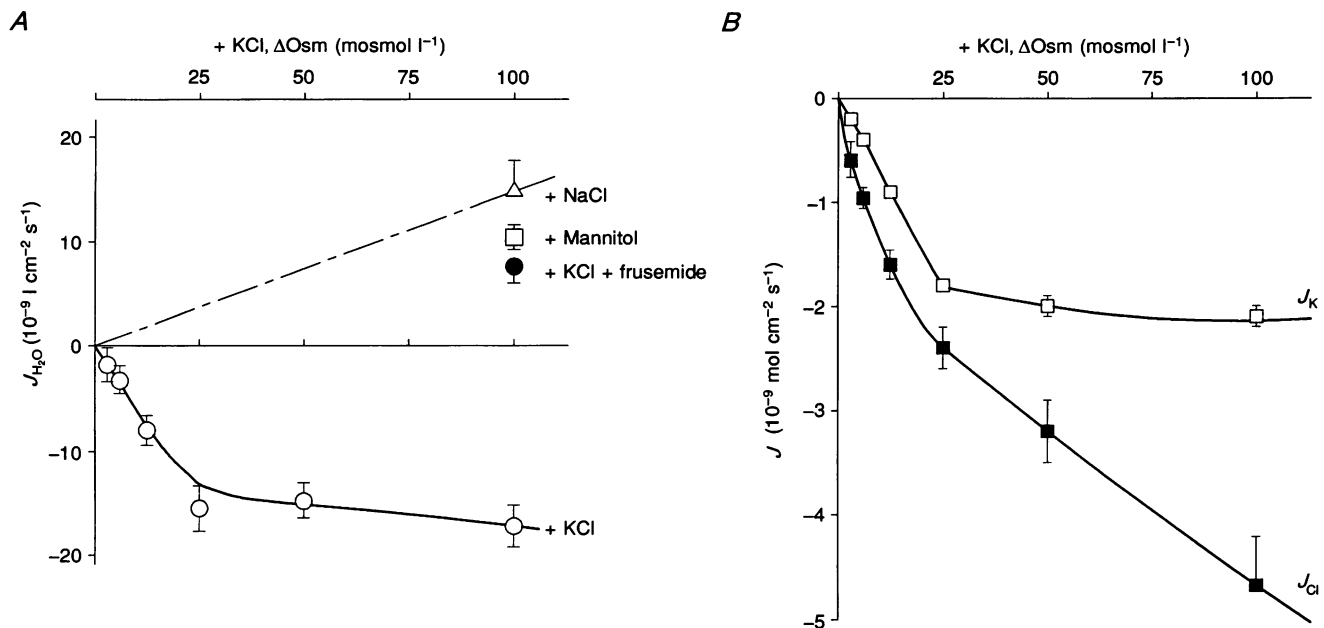 A
+ KCl, ΔOsm (mosmol l⁻¹)
25 50 75 100
20
10
0
−10
−20
J_H₂O (10⁻⁹ l cm⁻² s⁻¹)
+ NaCl
+ Mannitol
+ KCl + frusemide
+ KCl
B
+ KCl, ΔOsm (mosmol l⁻¹)
25 50 75 100
0
−1
−2
−3
−4
−5
J (10⁻⁹ mol cm⁻² s⁻¹)
J_K
J_Cl